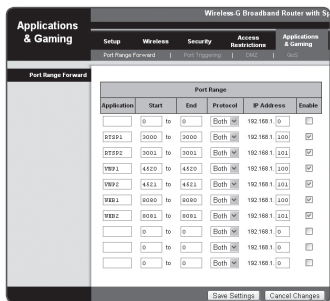 Wireless-G Broadband Router with Sp
Applications & Gaming
Setup Wireless Security Access Restrictions Applications & Gaming
Port Range Forward | Port Triggering | DMZ | QoS
Port Range Forward
Port Range
Application Start End Protocol IP Address Enable
0 to 0 Both 192.168.1. 0
RTSP1 3000 to 3000 Both 192.168.1. 100
RTSP2 3001 to 3001 Both 192.168.1. 101
VNP1 4520 to 4520 Both 192.168.1. 100
VNP2 4521 to 4521 Both 192.168.1. 101
WEB1 8080 to 8080 Both 192.168.1. 100
WEB2 8081 to 8081 Both 192.168.1. 101
0 to 0 Both 192.168.1. 0
0 to 0 Both 192.168.1. 0
0 to 0 Both 192.168.1. 0
Save Settings Cancel Changes